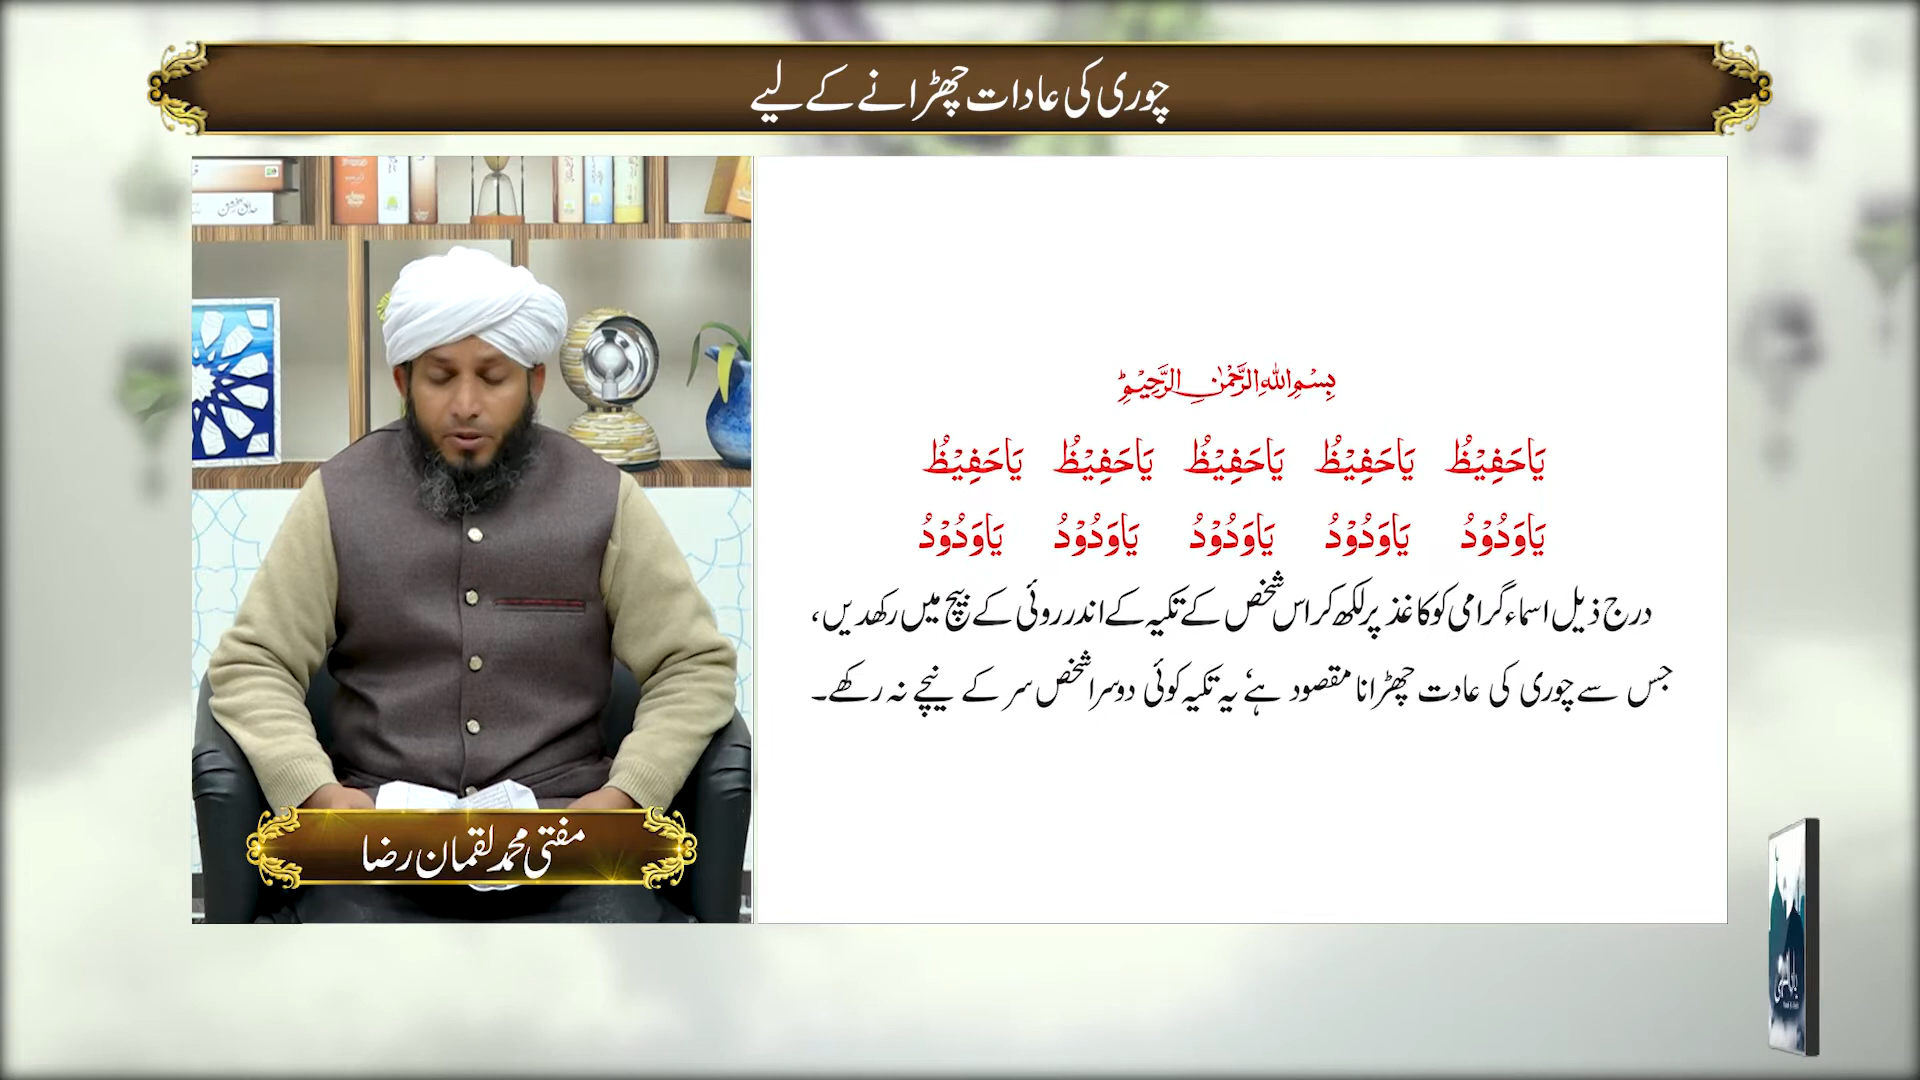 چوری کی عادات چھڑانے کے لیے
بِسْمِ اللهِ الرَّحْمٰنِ الرَّحِیْمِ ط
یَاحَفِیْظُ یَاحَفِیْظُ یَاحَفِیْظُ یَاحَفِیْظُ یَاحَفِیْظُ
یَاوَدُوْدُ یَاوَدُوْدُ یَاوَدُوْدُ یَاوَدُوْدُ یَاوَدُوْدُ
درج ذیل اسماء گرامی کو کاغذ پر لکھ کر اس شخص کے تکیہ کے اندر روئی کے بیچ میں رکھ دیں،
جس سے چوری کی عادت چھڑانا مقصود ہے، یہ تکیہ کوئی دوسرا شخص سر کے نیچے نہ رکھے۔
مفتی محمد لقمان رضا